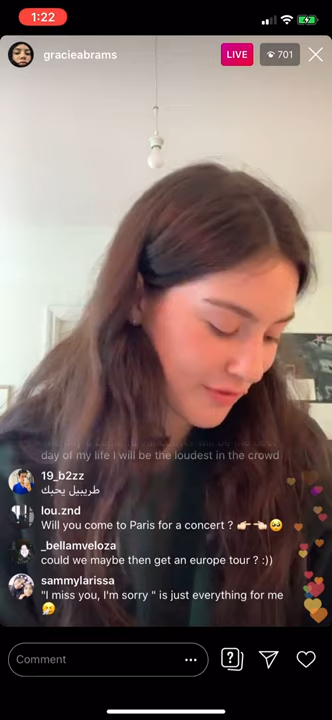 1:22
gracieabrams
LIVE
701
day of my life I will be the loudest in the crowd
19_b2zz
طريبيل يحبك
lou.znd
Will you come to Paris for a concert ? 👉🏻👈🏻🥺
_bellamveloza
could we maybe then get an europe tour ? :))
sammylarissa
"I miss you, I'm sorry " is just everything for me
🥲
Comment